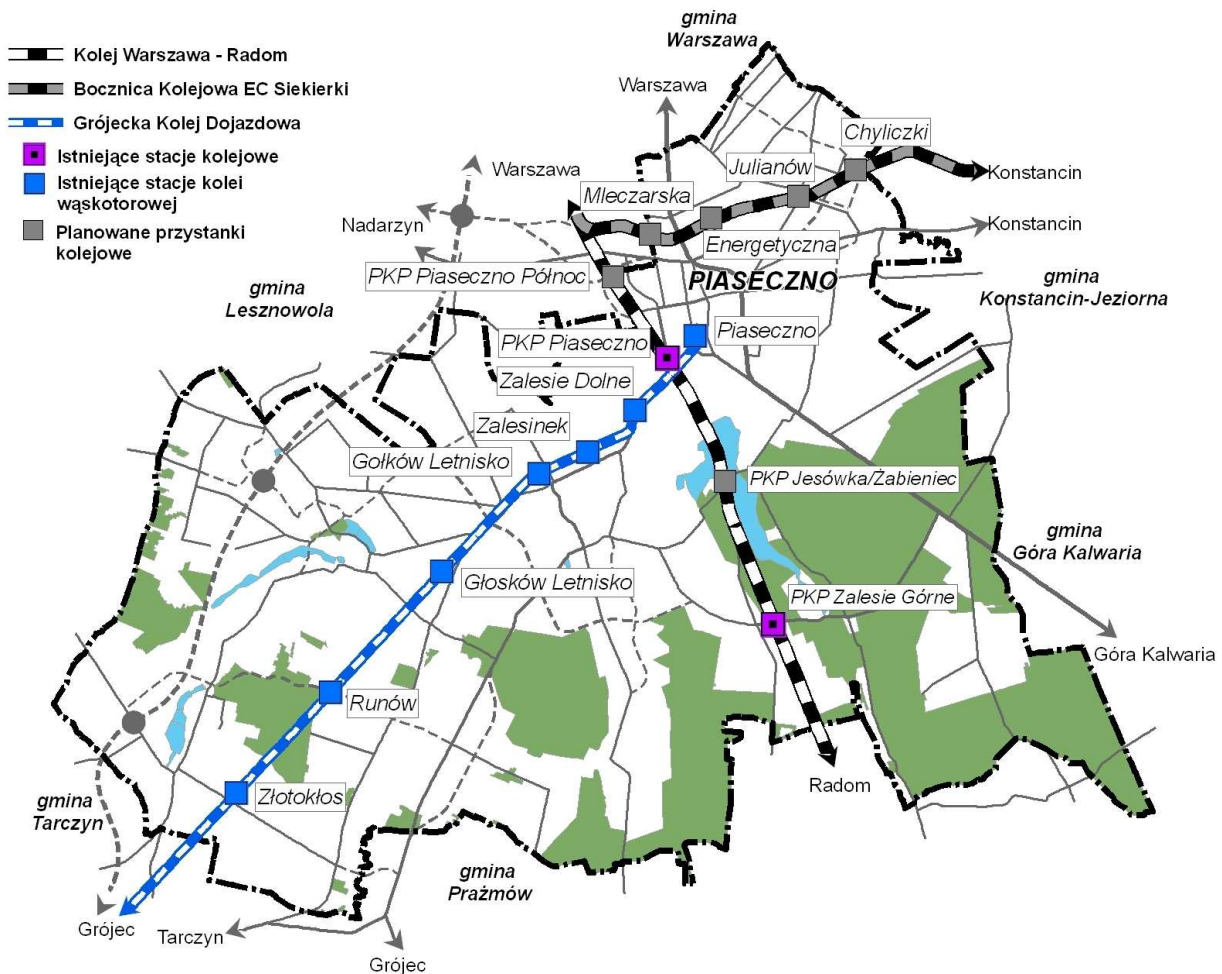 Kolej Warszawa - Radom
Bocznica Kolejowa EC Siekierki
Grójecka Kolej Dojazdowa
Istniejące stacje kolejowe
Istniejące stacje kolei
wąskotorowej
Planowane przystanki
kolejowe
gmina
Warszawa
Warszawa
Chyliczki
Julianów
Konstancin
Warszawa
Mleczarska
Nadarzyn
Konstancin
Energetyczna
PKP Piaseczno Północ
PIASECZNO
gmina
Konstancin-Jeziorna
gmina
Lesznowola
Piaseczno
PKP Piaseczno
Zalesie Dolne
Zalesinek
Gołków Letnisko
PKP Jesówka/Żabieniec
gmina
Góra Kalwaria
Głosków Letnisko
PKP Zalesie Górne
Góra Kalwaria
Runów
Radom
Złotokłos
gmina
Tarczyn
gmina
Prażmów
Grójec
Tarczyn
Grójec